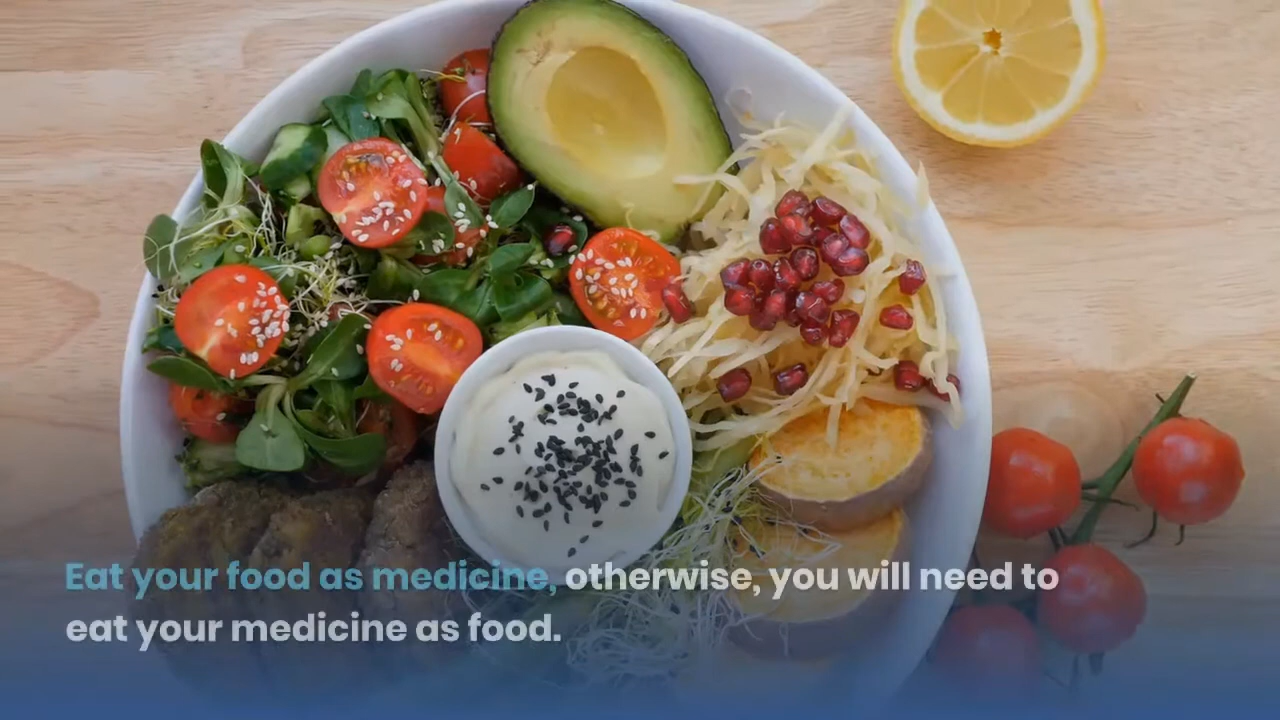 Eat your food as medicine, otherwise, you will need to
eat your medicine as food.